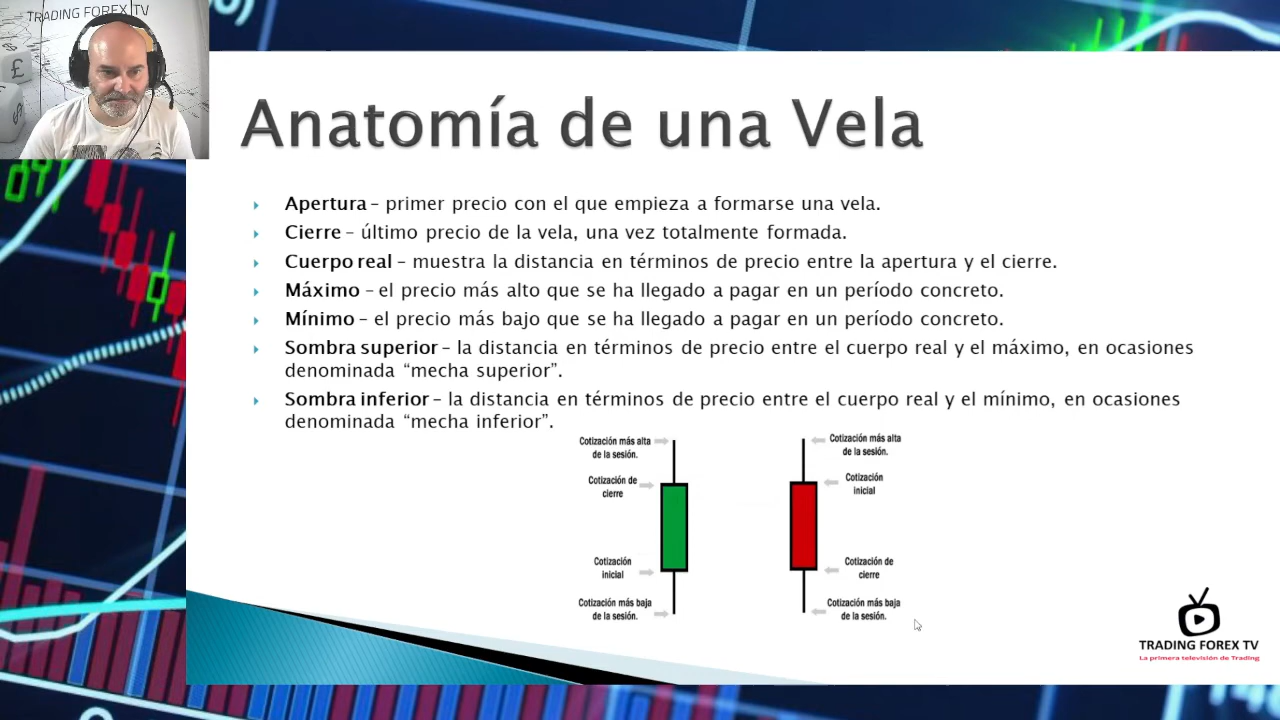 TRADING FOREX TV
Anatomía de una Vela
Apertura – primer precio con el que empieza a formarse una vela.
Cierre – último precio de la vela, una vez totalmente formada.
Cuerpo real – muestra la distancia en términos de precio entre la apertura y el cierre.
Máximo – el precio más alto que se ha llegado a pagar en un período concreto.
Mínimo – el precio más bajo que se ha llegado a pagar en un período concreto.
Sombra superior – la distancia en términos de precio entre el cuerpo real y el máximo, en ocasiones
denominada “mecha superior”.
Sombra inferior – la distancia en términos de precio entre el cuerpo real y el mínimo, en ocasiones
denominada “mecha inferior”.
Cotización más alta
de la sesión.
Cotización de
cierre
Cotización
inicial
Cotización más baja
de la sesión.
Cotización más alta
de la sesión.
Cotización
inicial
Cotización de
cierre
Cotización más baja
de la sesión.
TRADING FOREX TV
La primera televisión de Trading